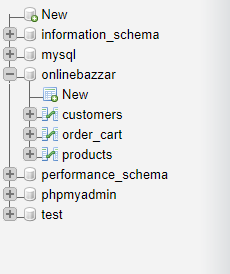 New
information_schema
mysql
onlinebazzar
New
customers
order_cart
products
performance_schema
phpmyadmin
test